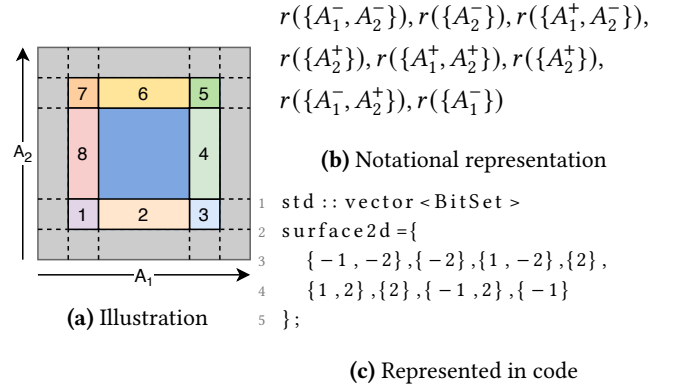 7 6 5
A₂ 8 4
1 2 3
A₁
(a) Illustration
r({A₁⁻, A₂⁻}), r({A₂⁻}), r({A₁⁺, A₂⁻}),
r({A₂⁺}), r({A₁⁺, A₂⁺}), r({A₂⁺}),
r({A₁⁻, A₂⁺}), r({A₁⁻})
(b) Notational representation
1 std::vector<BitSet>
2 surface2d={
3 {-1,-2},{-2},{1,-2},{2},
4 {1,2},{2},{-1,2},{-1}
5 };
(c) Represented in code